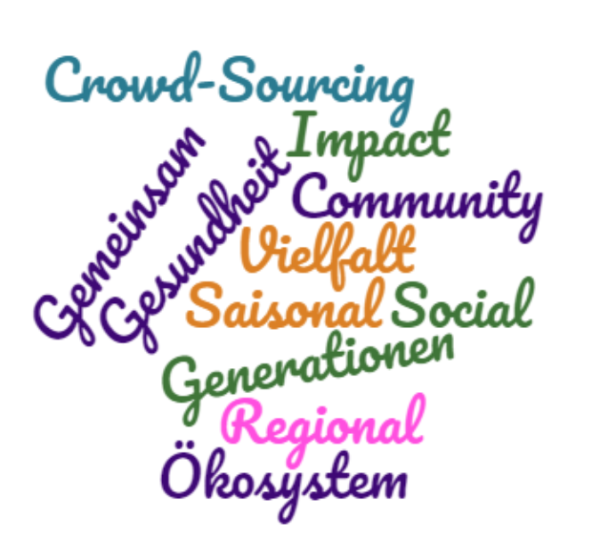 Crowd-Sourcing
Impact
Gemeinsam
Gesundheit
Community
Vielfalt
Saisonal
Social
Generationen
Regional
Ökosystem